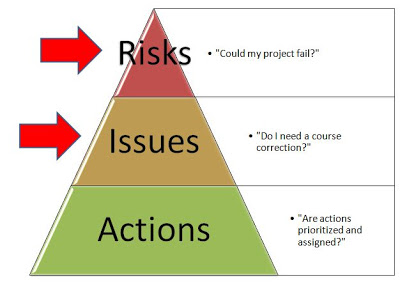 Risks
• "Could my project fail?"
Issues
• "Do I need a course
correction?"
Actions
• "Are actions
prioritized and
assigned?"